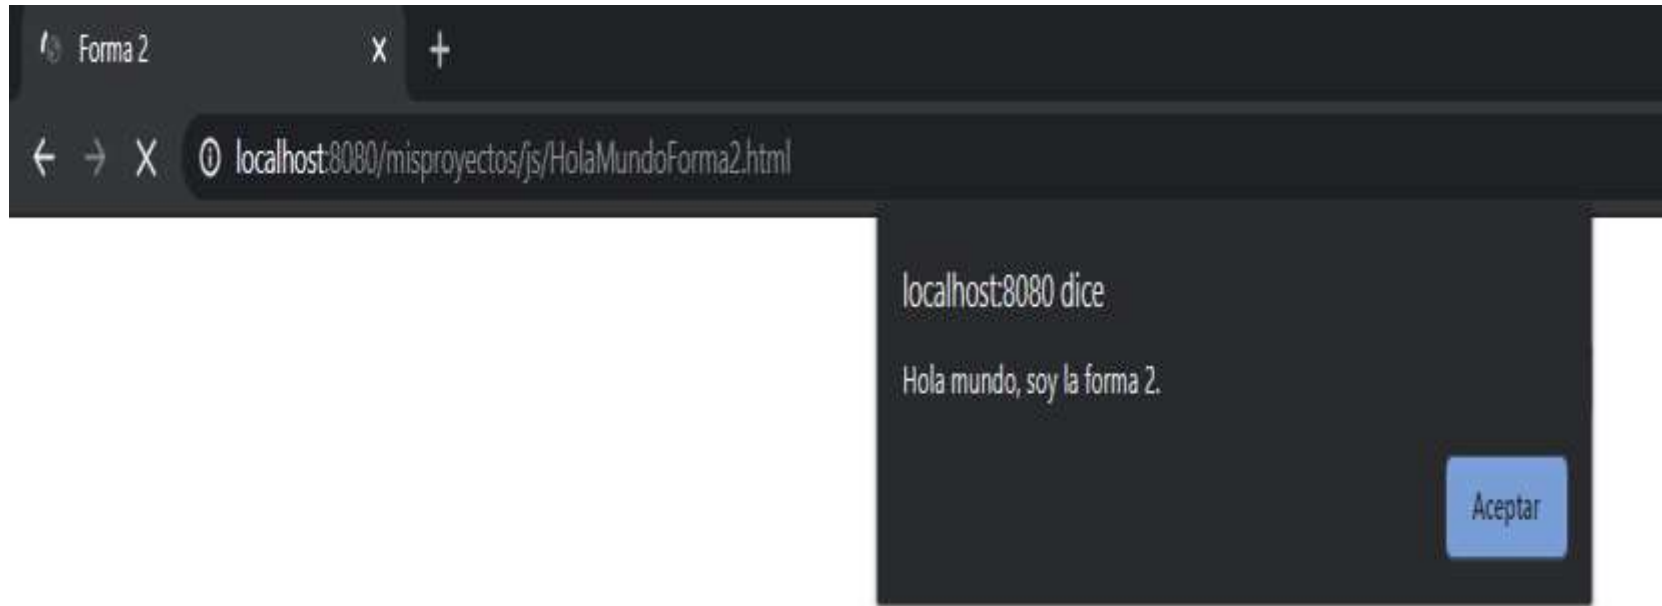 Forma 2
localhost:8080/misproyectos/js/HolaMundoForma2.html
localhost:8080 dice
Hola mundo, soy la forma 2.
Aceptar